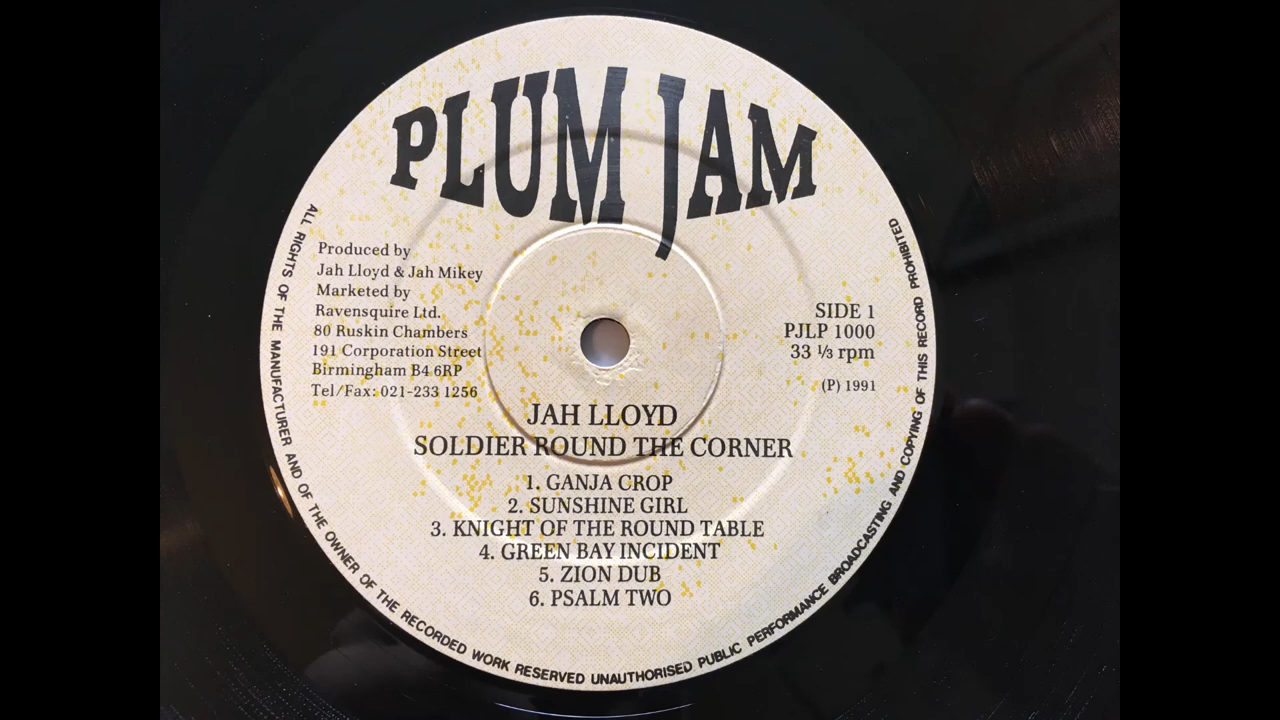 PLUM JAM
Produced by
Jah Lloyd & Jah Mikey
Marketed by
Ravensquire Ltd.
80 Ruskin Chambers
191 Corporation Street
Birmingham B4 6RP
Tel/Fax: 021-233 1256
SIDE 1
PJLP 1000
33 ⅓ rpm
(P) 1991
JAH LLOYD
SOLDIER ROUND THE CORNER
1. GANJA CROP
2. SUNSHINE GIRL
3. KNIGHT OF THE ROUND TABLE
4. GREEN BAY INCIDENT
5. ZION DUB
6. PSALM TWO
ALL RIGHTS OF THE MANUFACTURER AND OF THE OWNER OF THE RECORDED WORK RESERVED UNAUTHORISED PUBLIC PERFORMANCE BROADCASTING AND COPYING OF THIS RECORD PROHIBITED